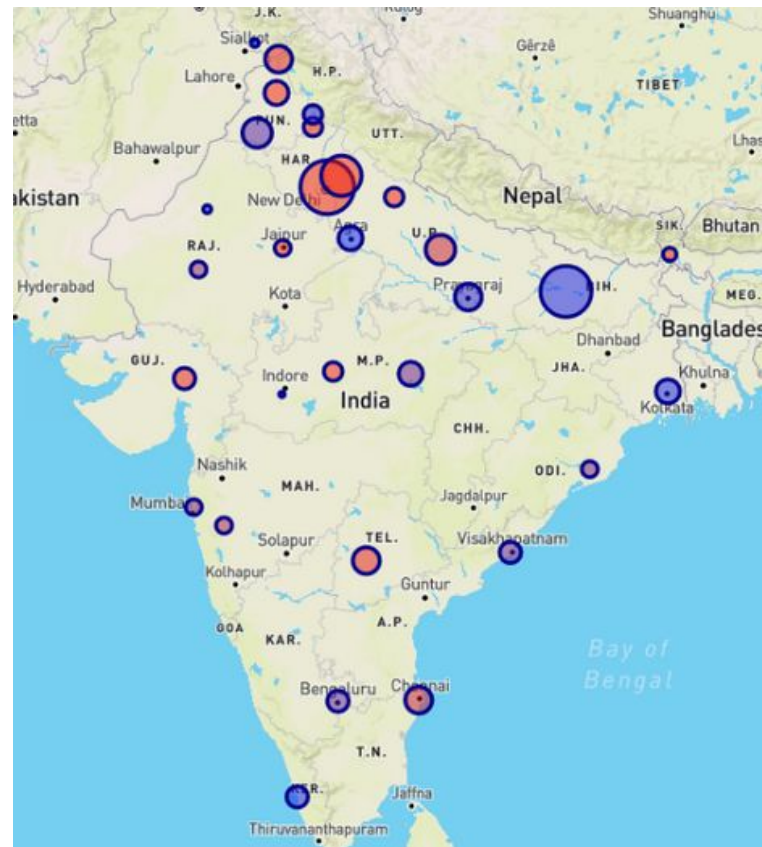 J.K.
Shuanghu
Sialkot
Gêrzê
Lahore
H.P.
TIBET
etta
PUN.
UTT.
Bahawalpur
Lhas
HAR.
akistan
New Delhi
Nepal
Agra
SIK.
Bhutan
Jaipur
U.P.
RAJ.
Hyderabad
Prayagraj
BIH.
MEG.
Kota
Bangladesh
Dhanbad
GUJ.
M.P.
JHA.
Khulna
Indore
India
Kolkata
CHH.
Nashik
ODI.
MAH.
Mumbai
Jagdalpur
TEL.
Visakhapatnam
Solapur
Kolhapur
Guntur
GOA
A.P.
KAR.
Bay of
Bengal
Bengaluru
Chennai
T.N.
KER.
Jaffna
Thiruvananthapuram